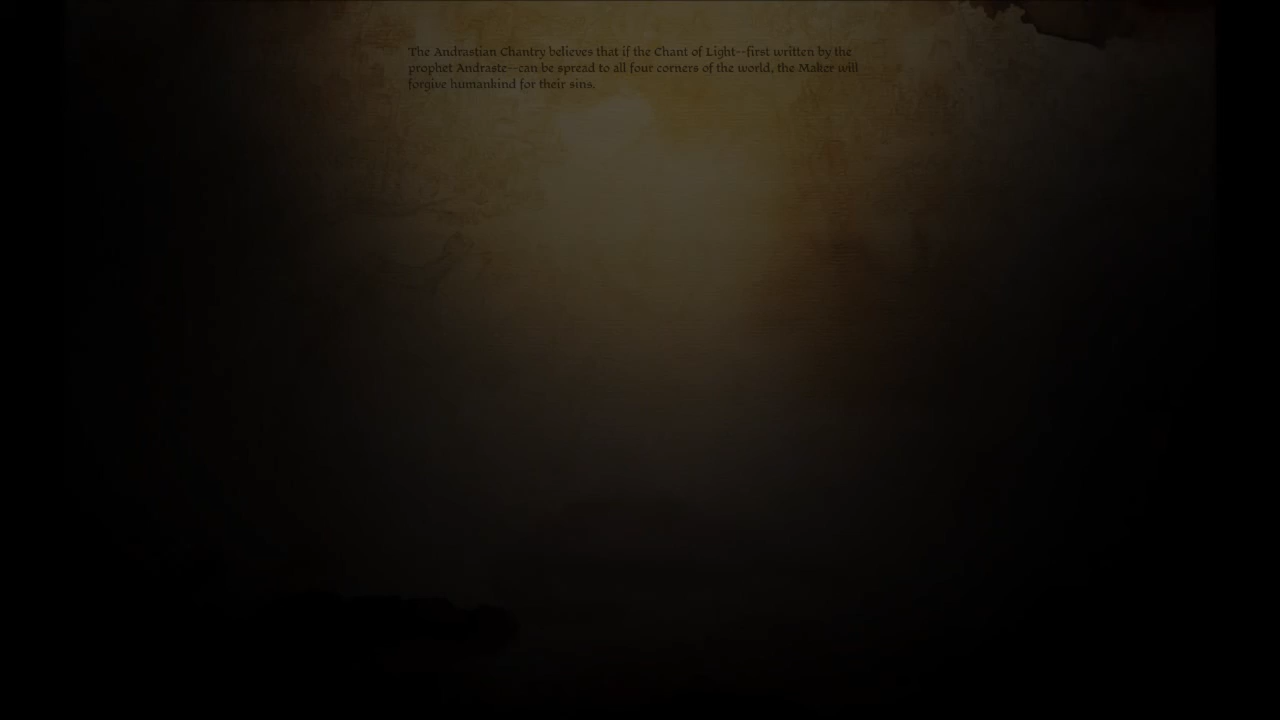 The Andrastian Chantry believes that if the Chant of Light--first written by the
prophet Andraste--can be spread to all four corners of the world, the Maker will
forgive humankind for their sins.